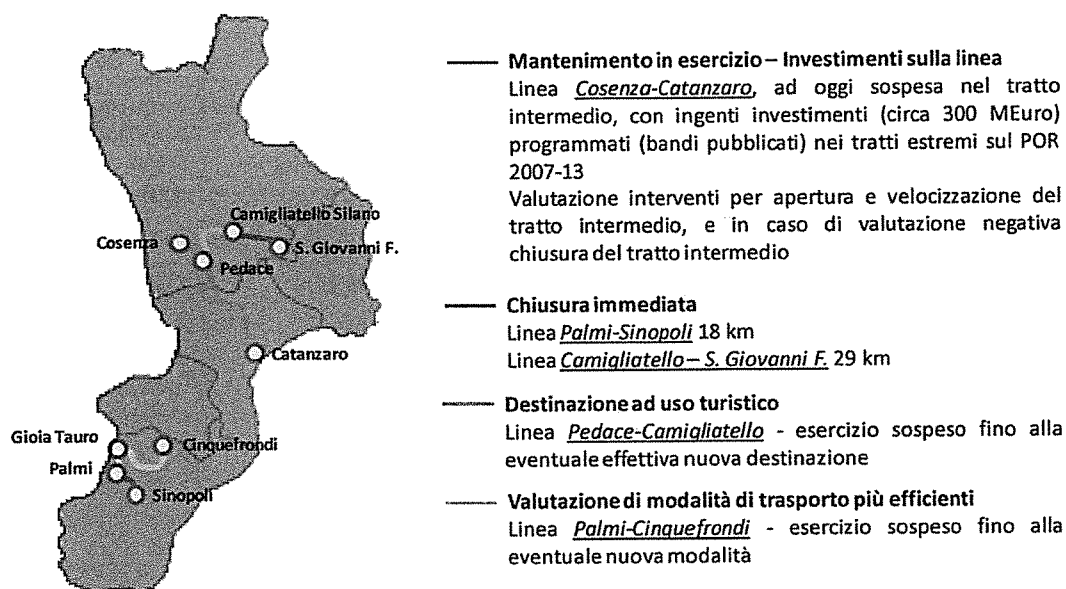 Camigliatello Silano
Cosenza
S. Giovanni F.
Pedace
Catanzaro
Gioia Tauro
Cinquefrondi
Palmi
Sinopoli
Mantenimento in esercizio – Investimenti sulla linea
Linea Cosenza-Catanzaro, ad oggi sospesa nel tratto
intermedio, con ingenti investimenti (circa 300 MEuro)
programmati (bandi pubblicati) nei tratti estremi sul POR
2007-13
Valutazione interventi per apertura e velocizzazione del
tratto intermedio, e in caso di valutazione negativa
chiusura del tratto intermedio
Chiusura immediata
Linea Palmi-Sinopoli 18 km
Linea Camigliatello – S. Giovanni F. 29 km
Destinazione ad uso turistico
Linea Pedace-Camigliatello - esercizio sospeso fino alla
eventuale effettiva nuova destinazione
Valutazione di modalità di trasporto più efficienti
Linea Palmi-Cinquefrondi - esercizio sospeso fino alla
eventuale nuova modalità